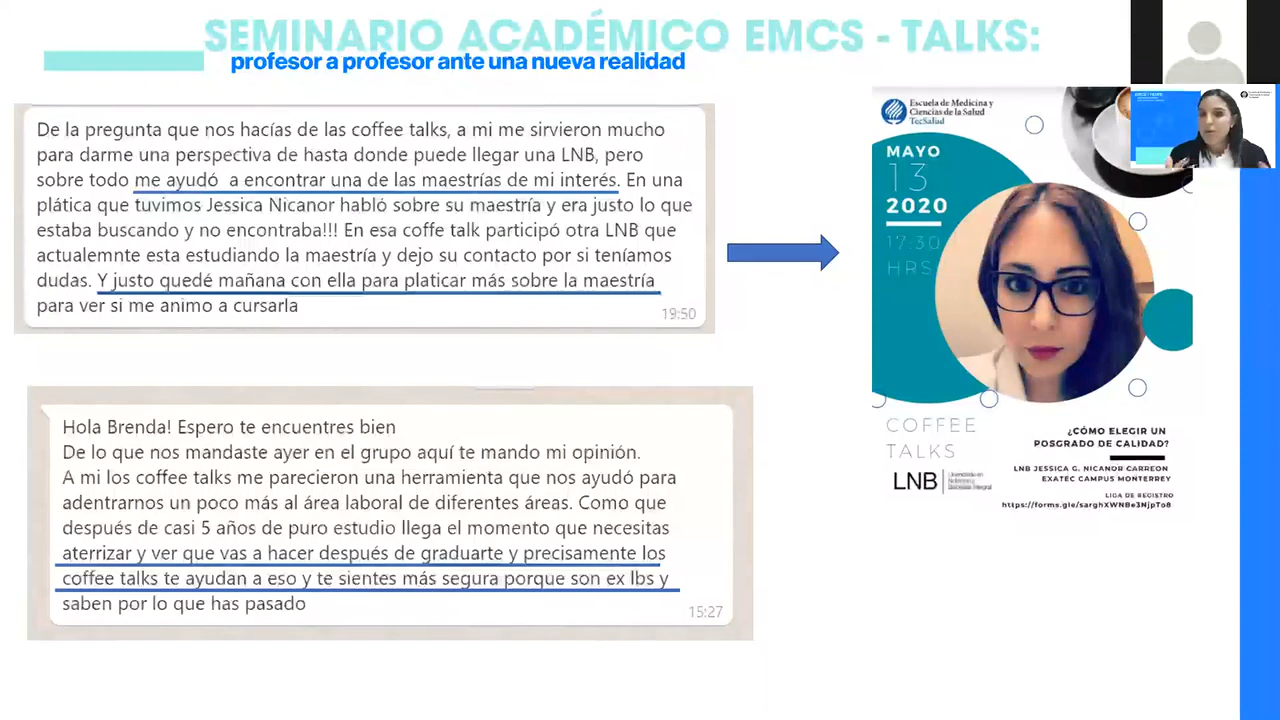 SEMINARIO ACADÉMICO EMCS - TALKS:
profesor a profesor ante una nueva realidad
De la pregunta que nos hacías de las coffee talks, a mi me sirvieron mucho
para darme una perspectiva de hasta donde puede llegar una LNB, pero
sobre todo me ayudo a encontrar una de las maestrías de mi interés. En una
plática que tuvimos Jessica Nicanor habló sobre su maestría y era justo lo que
estaba buscando y no encontraba!!! En esa coffe talk participó otra LNB que
actualemnte esta estudiando la maestría y dejo su contacto por si teníamos
dudas. Y justo quede mañana con ella para platicar más sobre la maestría
para ver si me animo a cursarla
19:50
Hola Brenda! Espero te encuentres bien
De lo que nos mandaste ayer en el grupo aquí te mando mi opinión.
A mi los coffee talks me parecieron una herramienta que nos ayudó para
adentrarnos un poco más al área laboral de diferentes áreas. Como que
después de casi 5 años de puro estudio llega el momento que necesitas
aterrizar y ver que vas a hacer después de graduarte y precisamente los
coffee talks te ayudan a eso y te sientes más segura porque son ex lbs y
saben por lo que has pasado
15:27
Escuela de Medicina y
Ciencias de la Salud
TecSalud
MAYO
13
2020
17:30
HRS
COFFEE
TALKS
LNB
¿CÓMO ELEGIR UN
POSGRADO DE CALIDAD?
LNB JESSICA G. NICANOR CARREON
EXATEC CAMPUS MONTERREY
LIGA DE REGISTRO
https://forms.gle/sarghXWNBe3NjpTo8